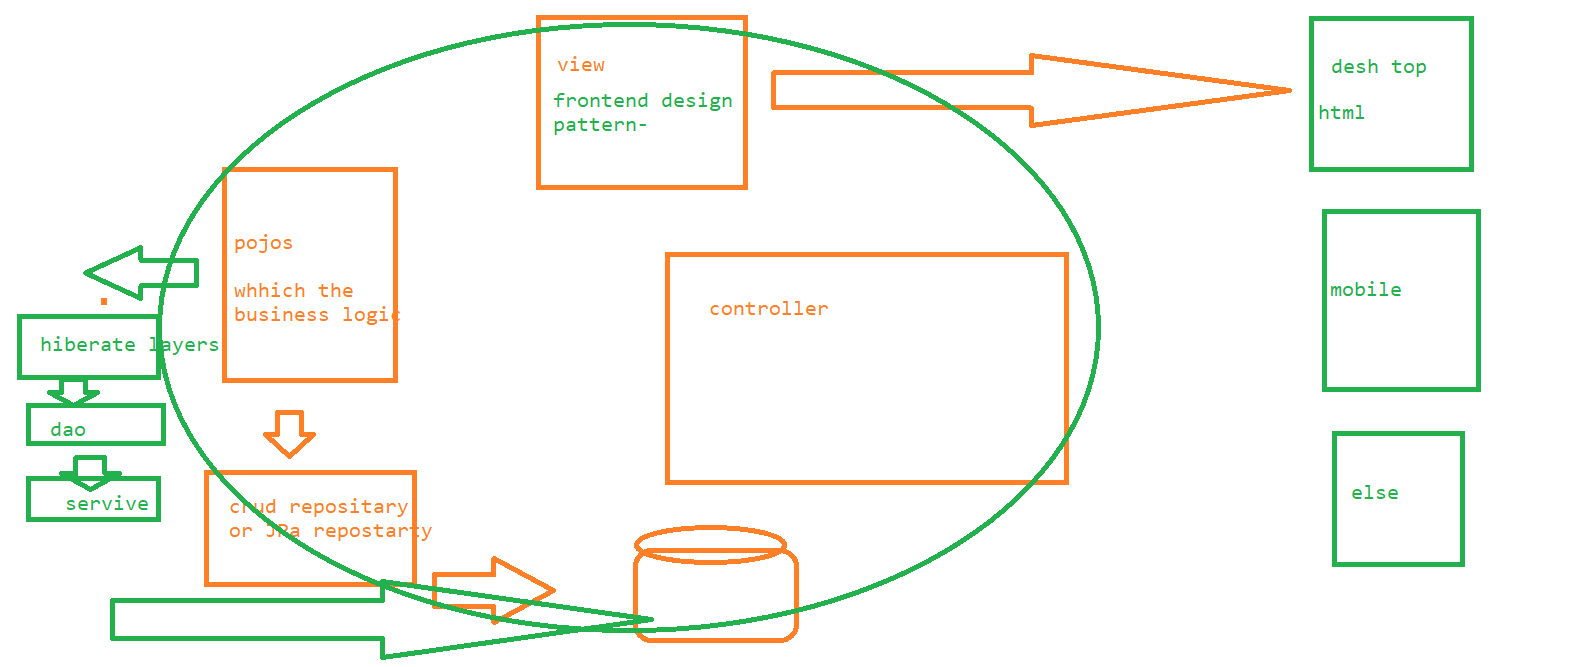 view
frontend design
pattern-
desh top
html
pojos
whhich the
business logic
controller
mobile
hiberate layers
dao
servive
crud repositary
or JPa repostarty
else